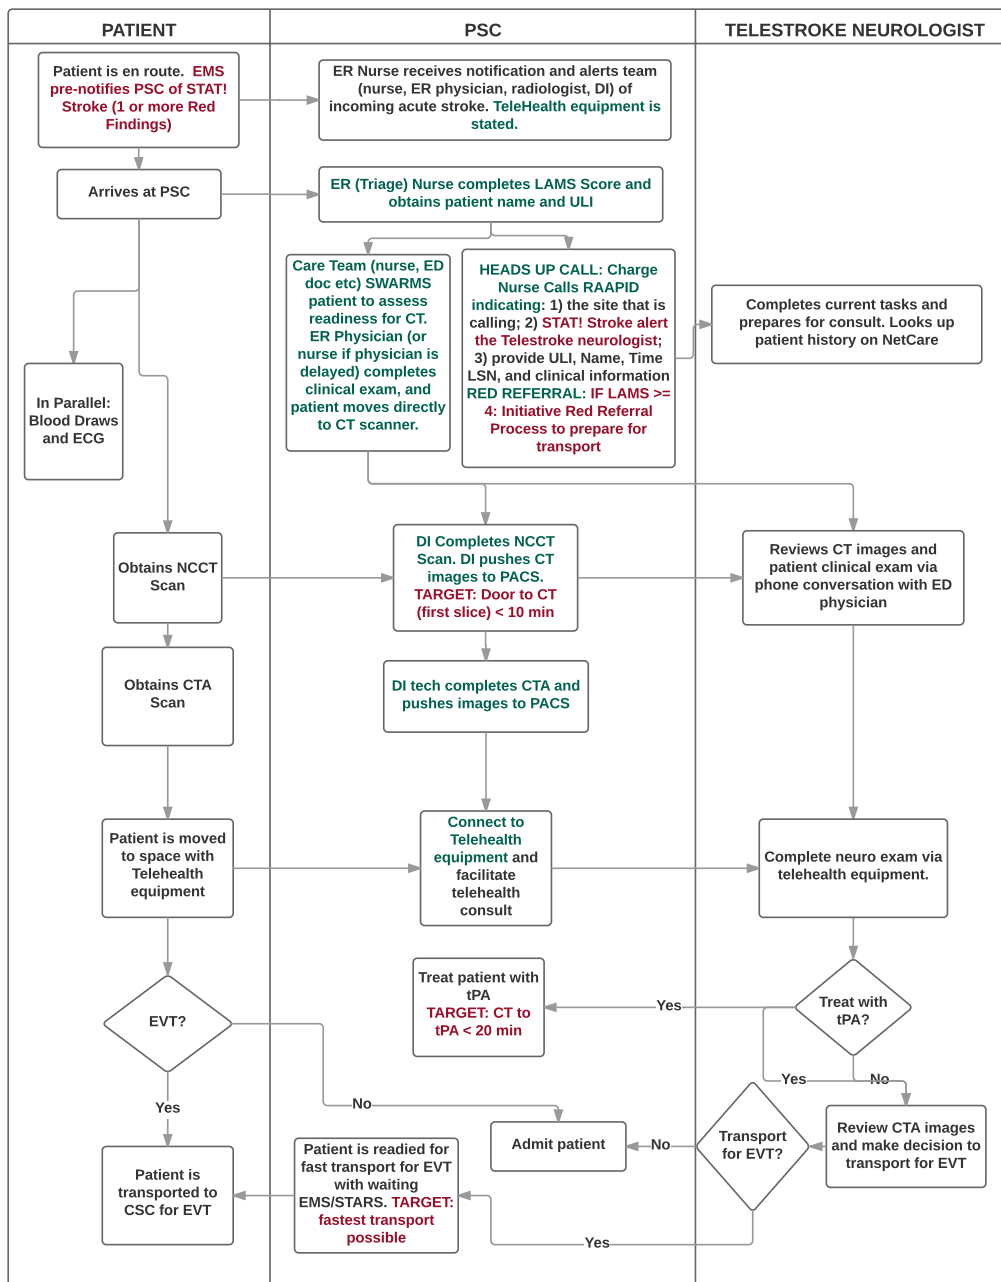 PATIENT
PSC
TELESTROKE NEUROLOGIST
Patient is en route. EMS
pre-notifies PSC of STAT!
Stroke (1 or more Red
Findings)
ER Nurse receives notification and alerts team
(nurse, ER physician, radiologist, DI) of
incoming acute stroke. TeleHealth equipment is
stated.
Arrives at PSC
ER (Triage) Nurse completes LAMS Score and
obtains patient name and ULI
Care Team (nurse, ED
doc etc) SWARMS
patient to assess
readiness for CT.
ER Physician (or
nurse if physician is
delayed) completes
clinical exam, and
patient moves directly
to CT scanner.
HEADS UP CALL: Charge
Nurse Calls RAAPID
indicating: 1) the site that is
calling; 2) STAT! Stroke alert
the Telestroke neurologist;
3) provide ULI, Name, Time
LSN, and clinical information
RED REFERRAL: IF LAMS >=
4: Initiative Red Referral
Process to prepare for
transport
Completes current tasks and
prepares for consult. Looks up
patient history on NetCare
In Parallel:
Blood Draws
and ECG
Obtains NCCT
Scan
DI Completes NCCT
Scan. DI pushes CT
images to PACS.
TARGET: Door to CT
(first slice) < 10 min
Reviews CT images and
patient clinical exam via
phone conversation with ED
physician
Obtains CTA
Scan
DI tech completes CTA and
pushes images to PACS
Patient is moved
to space with
Telehealth
equipment
Connect to
Telehealth
equipment and
facilitate
telehealth
consult
Complete neuro exam via
telehealth equipment.
EVT?
Treat patient with
tPA
TARGET: CT to
tPA < 20 min
Yes
Treat with
tPA?
Yes
No
Yes
No
Admit patient
No
Transport
for EVT?
Review CTA images
and make decision to
transport for EVT
Patient is
transported to
CSC for EVT
Patient is readied for
fast transport for EVT
with waiting
EMS/STARS. TARGET:
fastest transport
possible
Yes